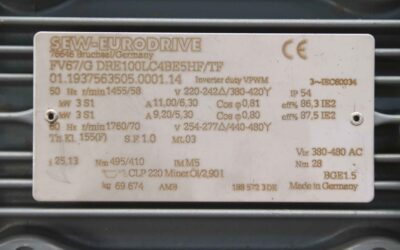 SEW-EURODRIVE
76646 Bruchsal/Germany
FV67/G DRE100LC4BE5HF/TF
01.1937563505.0001.14 Inverter duty VPWM 3~IEC60034
50 Hz r/min 1455/58 V 220-242Δ/380-420Y IP 54
kW 3 S1 A 11,00/6,30 Cos φ 0,81 eff% 86,3 IE2
kW 3 S1 A 9,20/5,30 Cos φ 0,80 eff% 87,5 IE2
60 Hz r/min 1760/70 V 254-277Δ/440-480Y
Th. Kl. 155(F) S.F 1.0 ML03
i 25,13 Nm 495/410 IM M5 Vbr 380-480 AC
CLP 220 Miner.Öl/2,90 l Nm 28
kg 69.674 AMB 188 572 3 DE BGE1.5
Made in Germany
CE